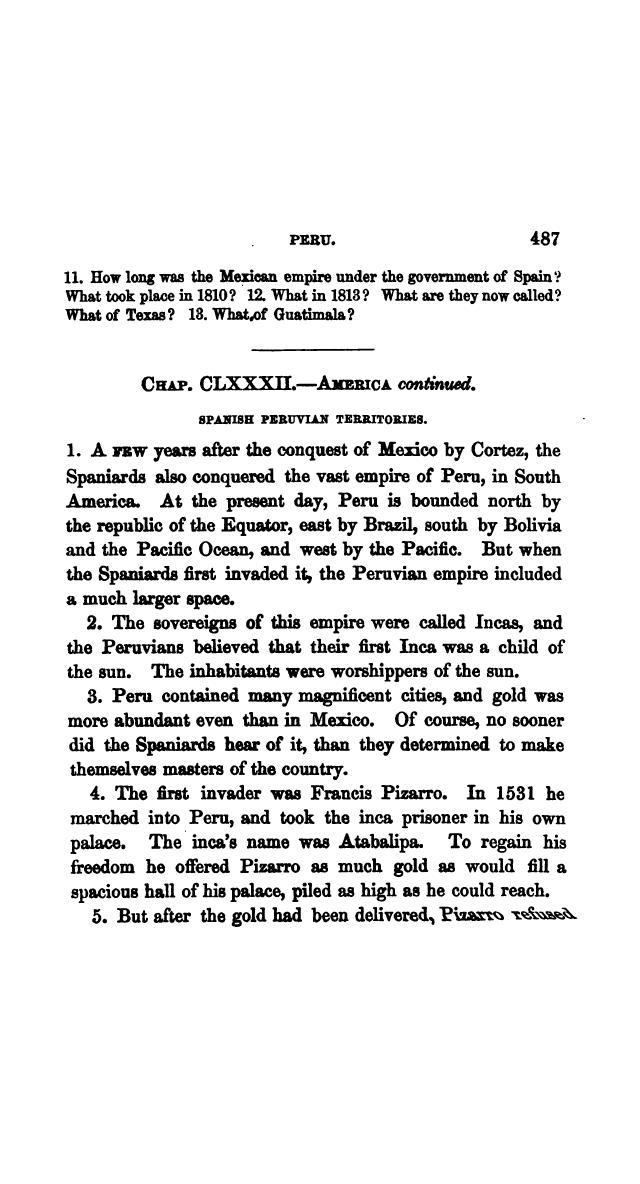 PERU. 487
11. How long was the Mexican empire under the government of Spain?
What took place in 1810? 12. What in 1813? What are they now called?
What of Texas? 13. What of Guatimala?
CHAP. CLXXXII.—AMERICA continued.
SPANISH PERUVIAN TERRITORIES.
1. A FEW years after the conquest of Mexico by Cortez, the
Spaniards also conquered the vast empire of Peru, in South
America. At the present day, Peru is bounded north by
the republic of the Equator, east by Brazil, south by Bolivia
and the Pacific Ocean, and west by the Pacific. But when
the Spaniards first invaded it, the Peruvian empire included
a much larger space.
2. The sovereigns of this empire were called Incas, and
the Peruvians believed that their first Inca was a child of
the sun. The inhabitants were worshippers of the sun.
3. Peru contained many magnificent cities, and gold was
more abundant even than in Mexico. Of course, no sooner
did the Spaniards hear of it, than they determined to make
themselves masters of the country.
4. The first invader was Francis Pizarro. In 1531 he
marched into Peru, and took the inca prisoner in his own
palace. The inca's name was Atabalipa. To regain his
freedom he offered Pizarro as much gold as would fill a
spacious hall of his palace, piled as high as he could reach.
5. But after the gold had been delivered, Pizarro refused